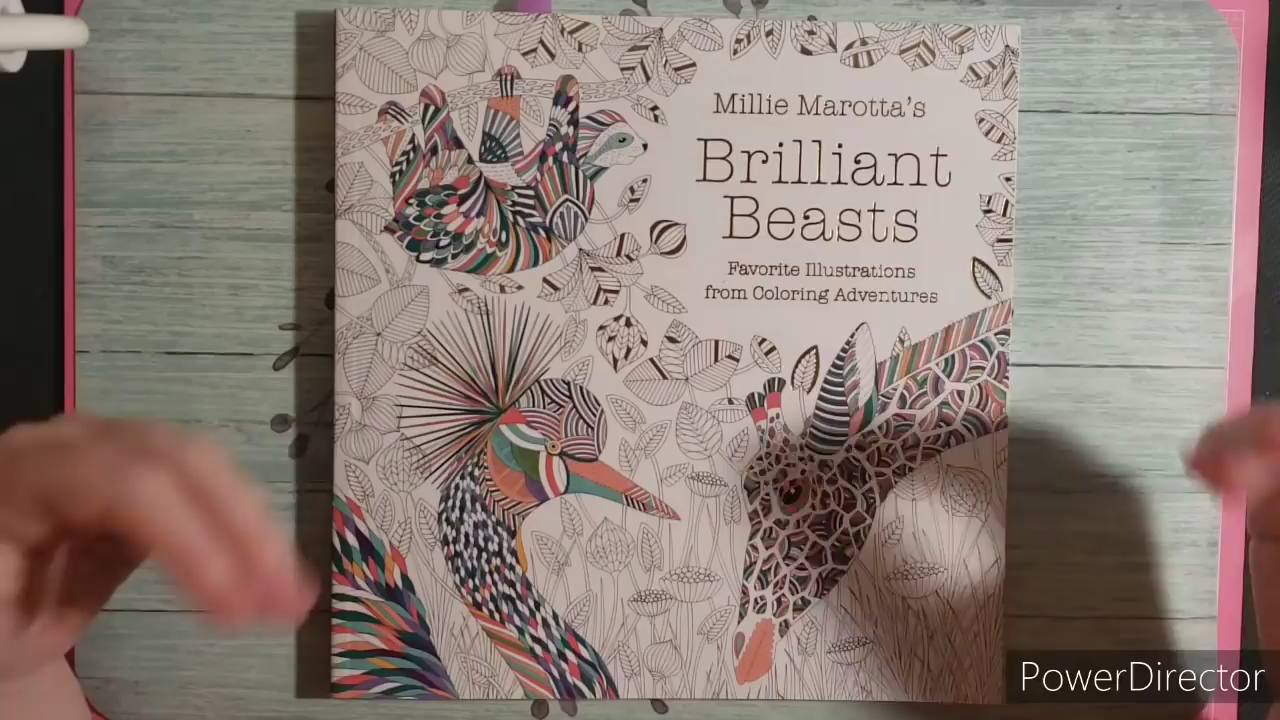 Millie Marotta's
Brilliant
Beasts
Favorite Illustrations
from Coloring Adventures
PowerDirector